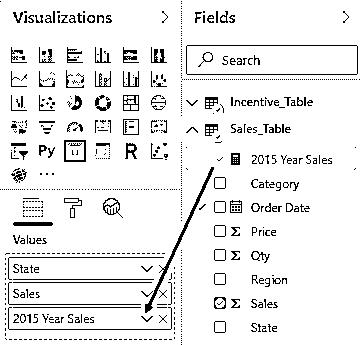 Visualizations
Py
R
Values
State
Sales
2015 Year Sales
Fields
Search
Incentive_Table
Sales_Table
2015 Year Sales
Category
Order Date
Σ Price
Σ Qty
Region
Σ Sales
State